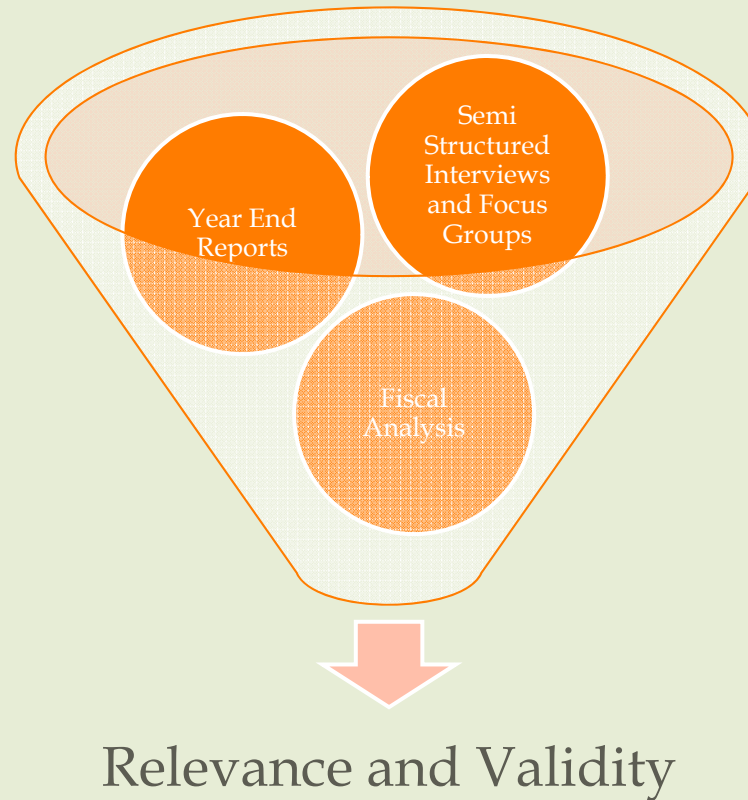 Semi
Structured
Interviews
and Focus
Groups
Year End
Reports
Fiscal
Analysis
Relevance and Validity